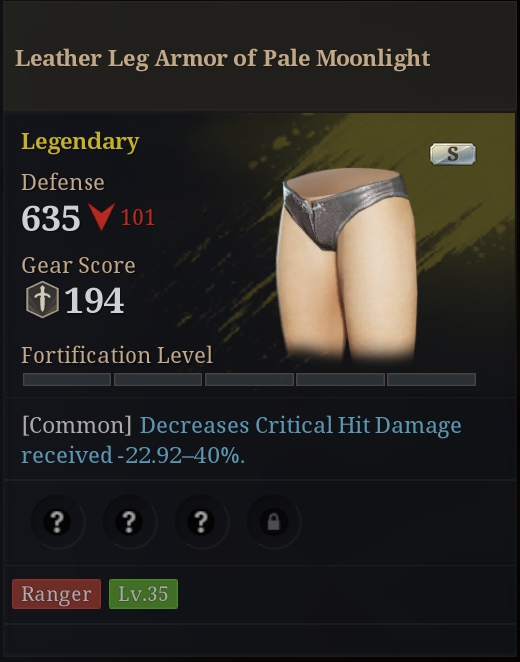 Leather Leg Armor of Pale Moonlight
Legendary
S
Defense
635 101
Gear Score
194
Fortification Level
[Common] Decreases Critical Hit Damage
received -22.92–40%.
? ? ?
Ranger Lv.35